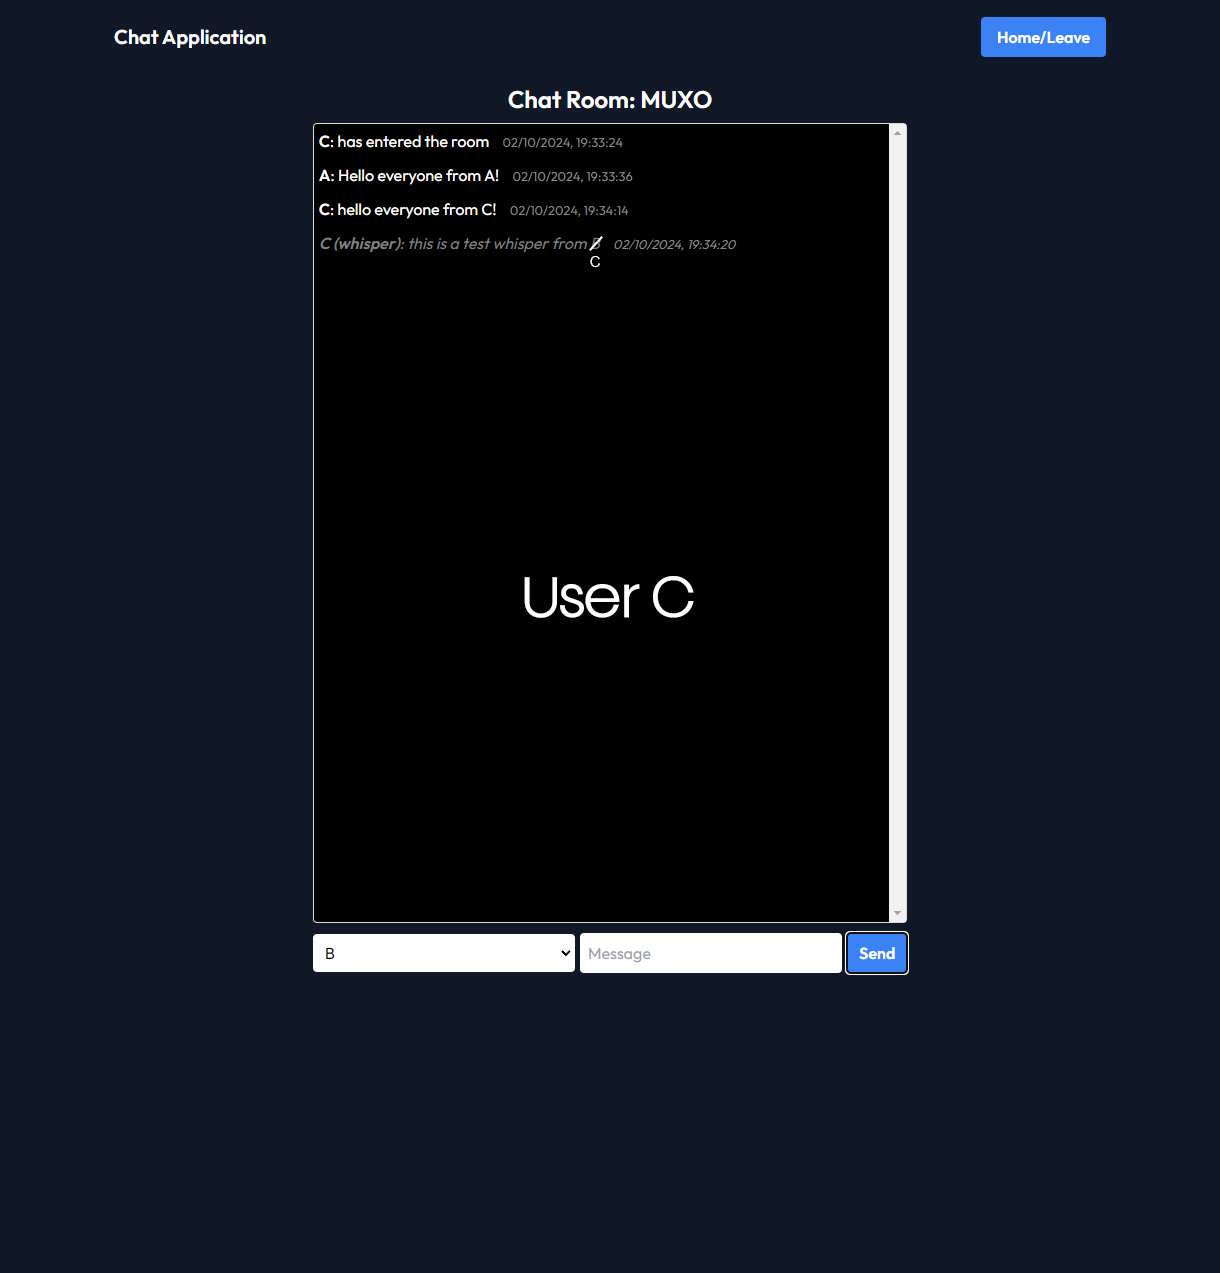 Chat Application
Home/Leave
Chat Room: MUXO
C: has entered the room 02/10/2024, 19:33:24
A: Hello everyone from A! 02/10/2024, 19:33:36
C: hello everyone from C! 02/10/2024, 19:34:14
C (whisper): this is a test whisper from B 02/10/2024, 19:34:20
C
User C
B
Message
Send